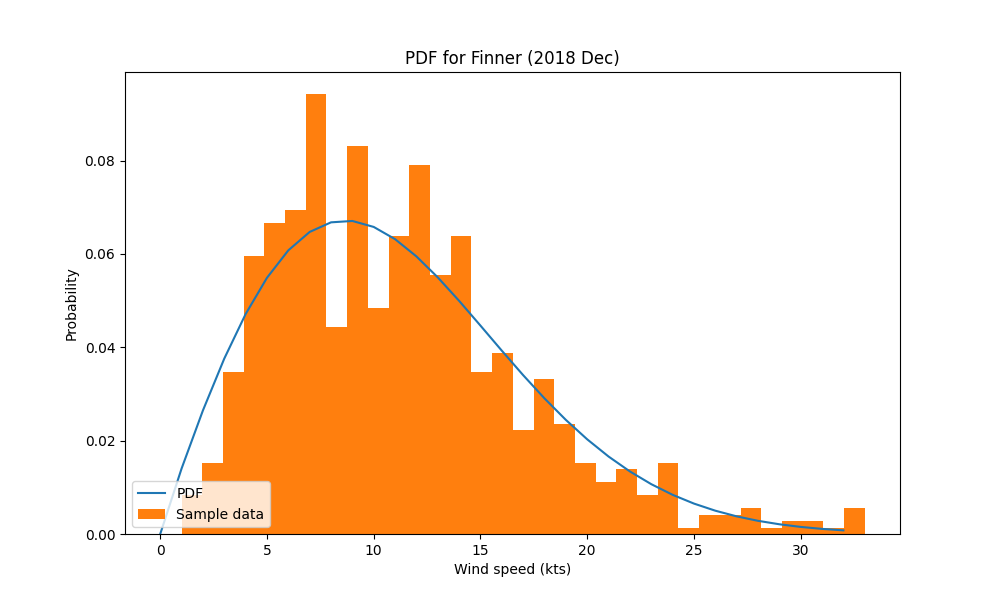 PDF for Finner (2018 Dec)
Probability
0.08
0.06
0.04
0.02
0.00
PDF
Sample data
0 5 10 15 20 25 30
Wind speed (kts)